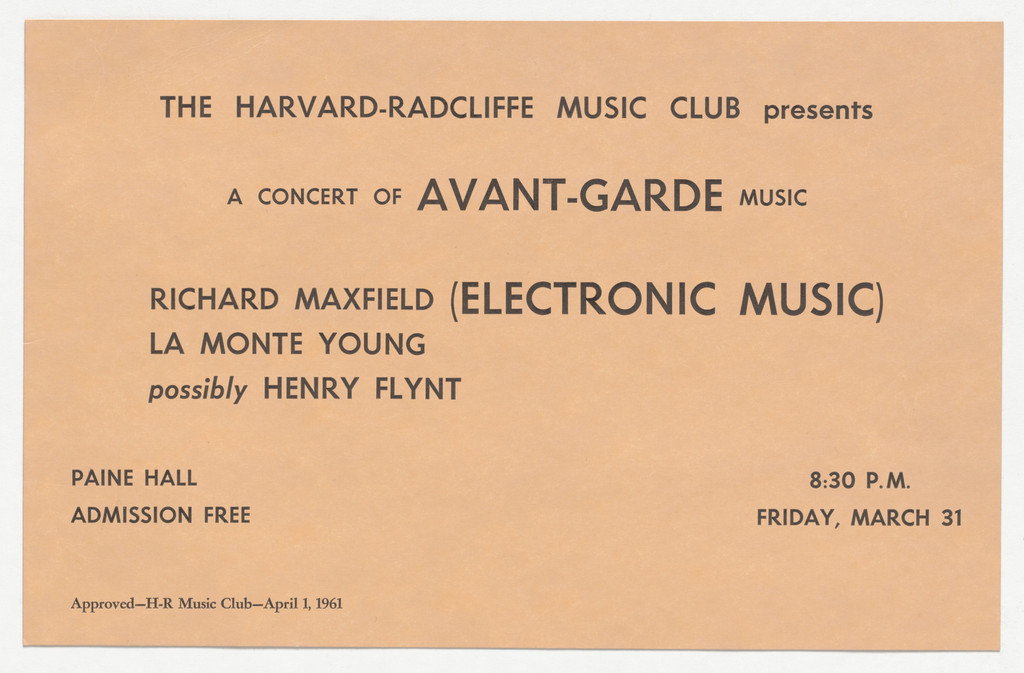 THE HARVARD-RADCLIFFE MUSIC CLUB presents
A CONCERT OF AVANT-GARDE MUSIC
RICHARD MAXFIELD (ELECTRONIC MUSIC)
LA MONTE YOUNG
possibly HENRY FLYNT
PAINE HALL
ADMISSION FREE
8:30 P.M.
FRIDAY, MARCH 31
Approved—H-R Music Club—April 1, 1961